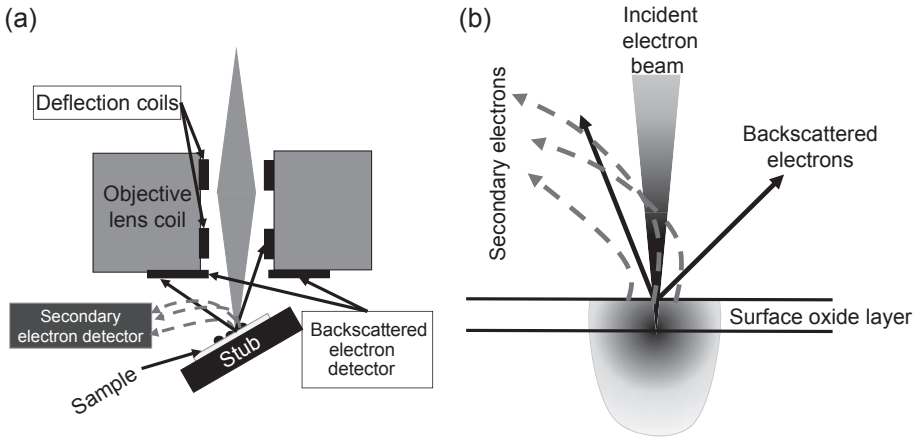 (a)
Deflection coils
Objective
lens coil
Secondary
electron detector
Sample
Stub
Backscattered
electron
detector
(b)
Incident
electron
beam
Secondary electrons
Backscattered
electrons
Surface oxide layer